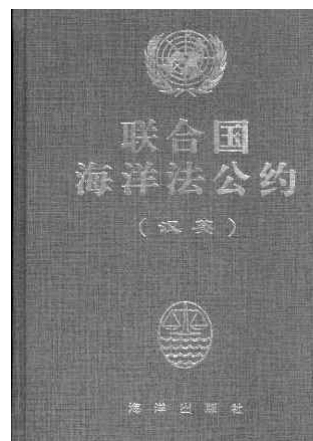 联合国
海洋法公约
（汉英）
海洋出版社